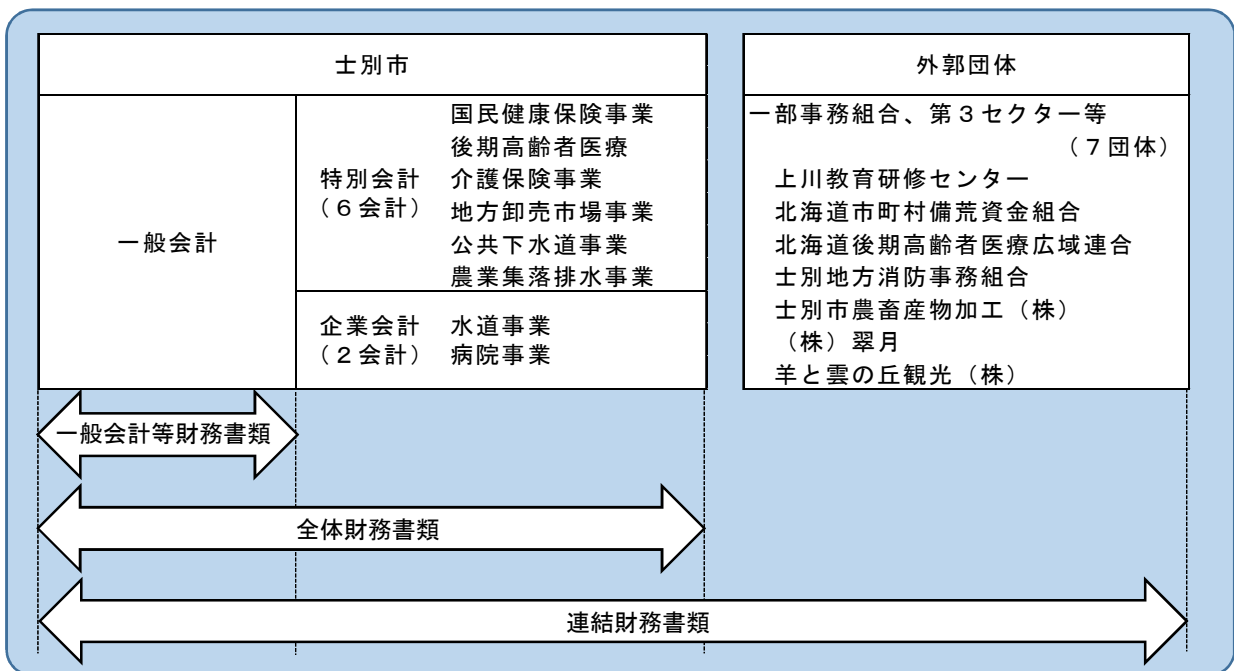 士別市
一般会計
特別会計
（６会計）
国民健康保険事業
後期高齢者医療
介護保険事業
地方卸売市場事業
公共下水道事業
農業集落排水事業
企業会計
（２会計）
水道事業
病院事業
外郭団体
一部事務組合、第３セクター等
（７団体）
上川教育研修センター
北海道市町村備荒資金組合
北海道後期高齢者医療広域連合
士別地方消防事務組合
士別市農畜産物加工（株）
（株）翠月
羊と雲の丘観光（株）
一般会計等財務書類
全体財務書類
連結財務書類